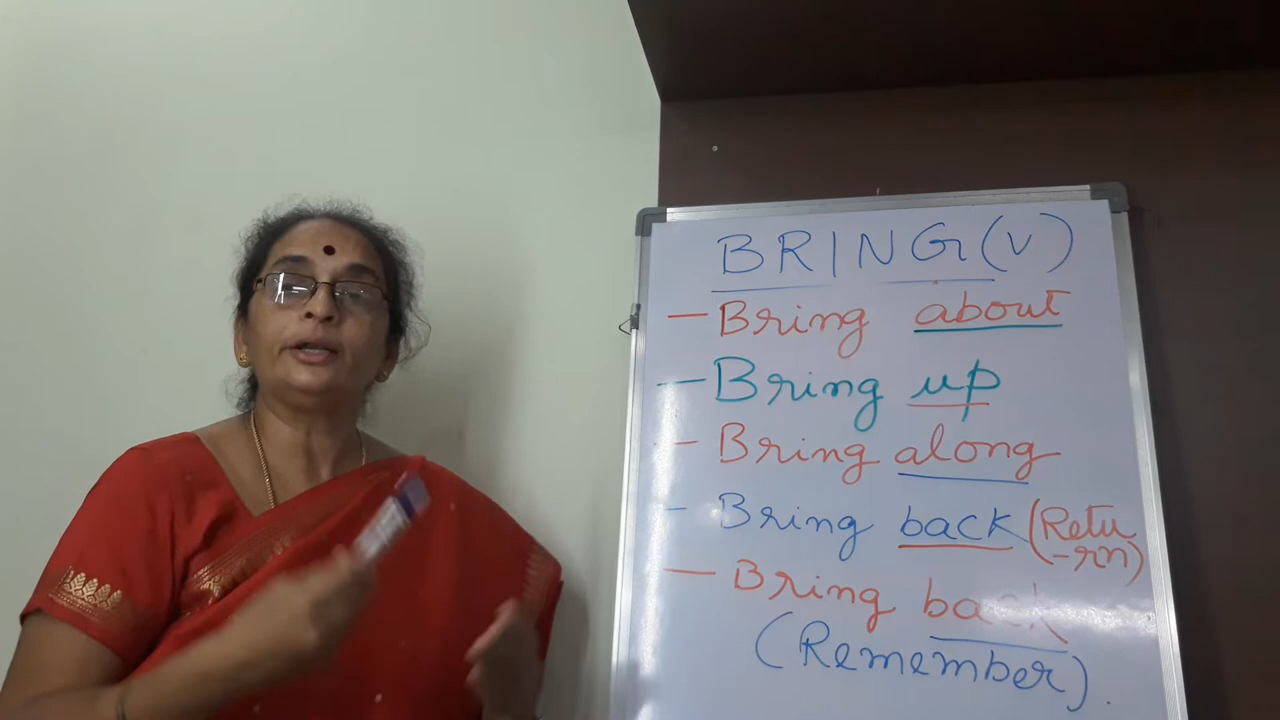 BRING (v)
- Bring about
- Bring up
- Bring along
- Bring back (Retu
-rn)
- Bring back
(Remember).